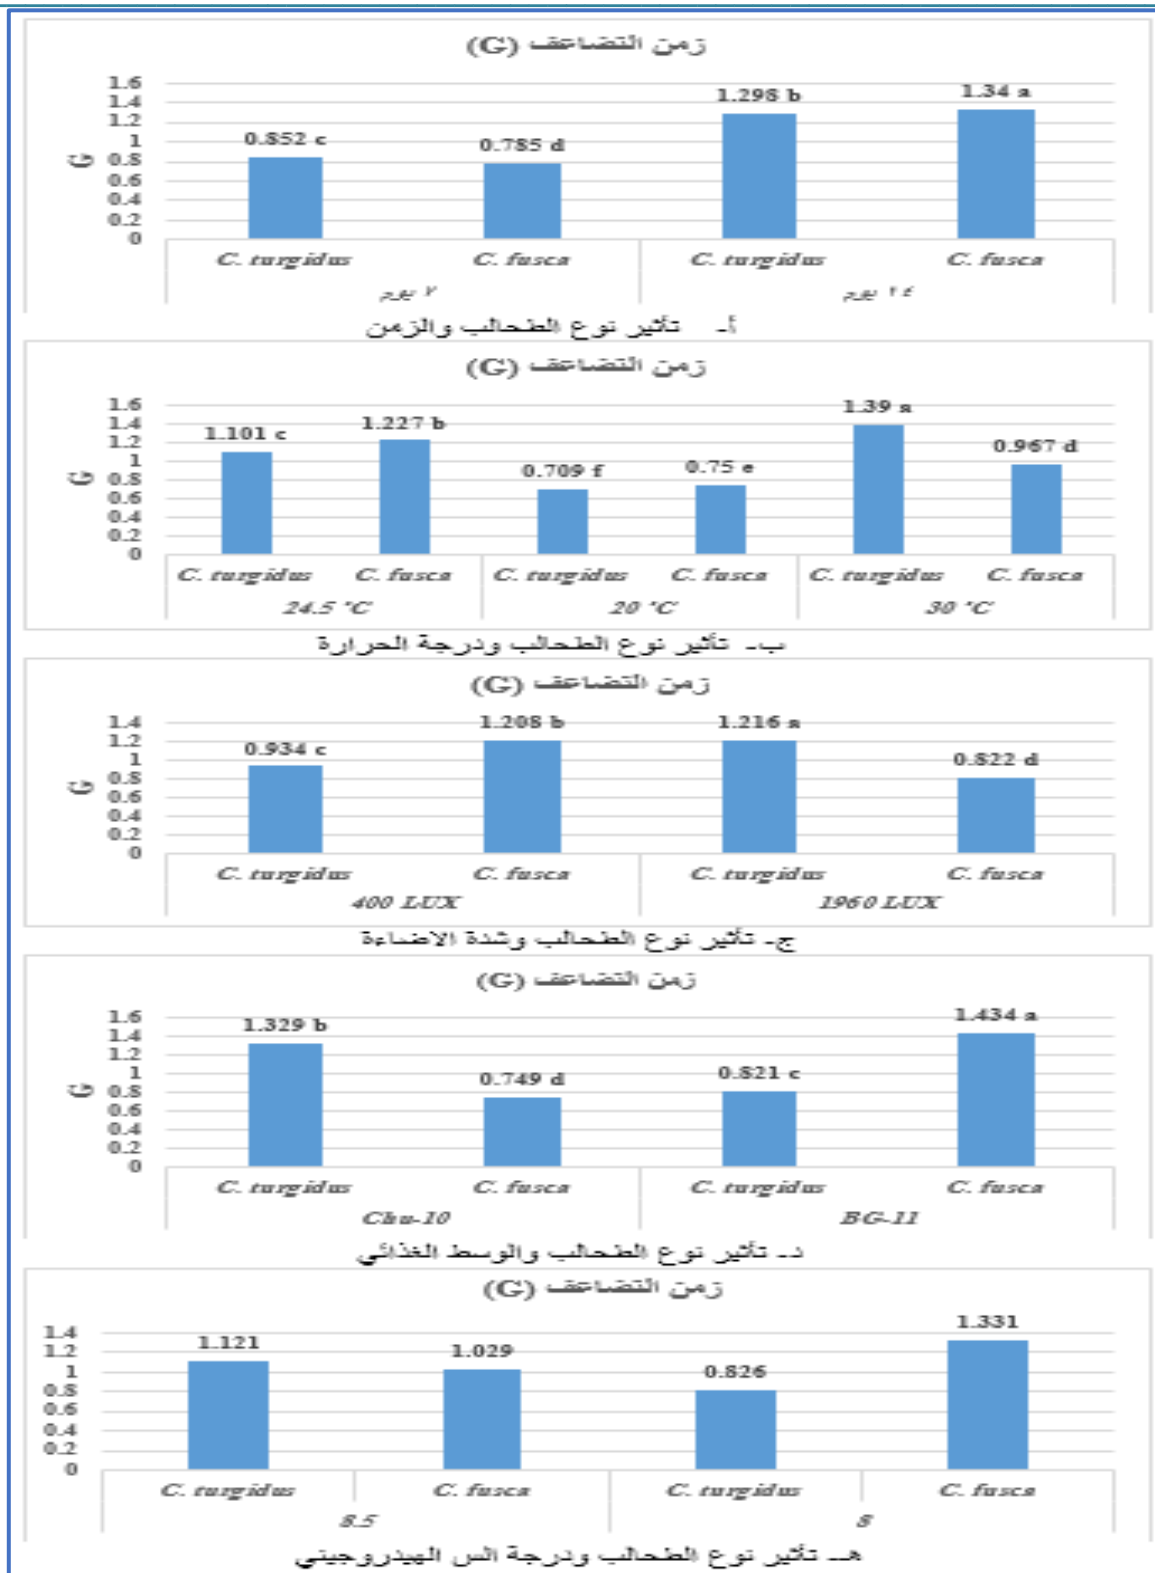 زمن التضاعف (G)
1.6
1.4
1.2
1
0.8
0.6
0.4
0.2
0
G
0.852 c
0.785 d
1.298 b
1.34 a
C. turgidus C. fusca C. turgidus C. fusca
٧ يوم ١٤ يوم
أ- تأثير نوع الطحالب والزمن
زمن التضاعف (G)
1.6
1.4
1.2
1
0.8
0.6
0.4
0.2
0
G
1.101 c
1.227 b
0.709 f
0.75 e
1.39 a
0.967 d
C. turgidus C. fusca C. turgidus C. fusca C. turgidus C. fusca
24.5 °C 20 °C 30 °C
ب- تأثير نوع الطحالب ودرجة الحرارة
زمن التضاعف (G)
1.4
1.2
1
0.8
0.6
0.4
0.2
0
G
0.934 c
1.208 b
1.216 a
0.822 d
C. turgidus C. fusca C. turgidus C. fusca
400 LUX 1960 LUX
ج- تأثير نوع الطحالب وشدة الاضاءة
زمن التضاعف (G)
1.6
1.4
1.2
1
0.8
0.6
0.4
0.2
0
G
1.329 b
0.749 d
0.821 c
1.434 a
C. turgidus C. fusca C. turgidus C. fusca
Chu-10 BG-11
د- تأثير نوع الطحالب والوسط الغذائي
زمن التضاعف (G)
1.4
1.2
1
0.8
0.6
0.4
0.2
0
1.121
1.029
0.826
1.331
C. turgidus C. fusca C. turgidus C. fusca
8.5 8
هـ- تأثير نوع الطحالب ودرجة الس الهيدروجيني